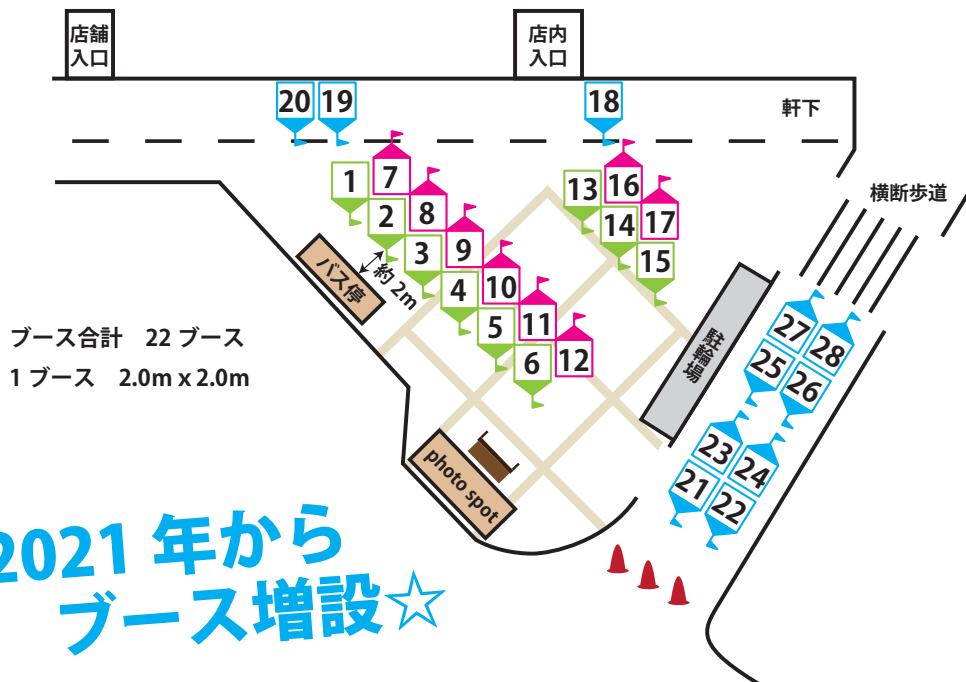 店舗
入口
店内
入口
20
19
18
軒下
横断歩道
1
7
2
8
3
9
4
10
5
11
6
12
13
16
14
17
15
バス停
約2m
駐輪場
27
28
25
26
23
24
21
22
ブース合計 22 ブース
1 ブース 2.0m x 2.0m
photo spot
2021 年から
ブース増設☆